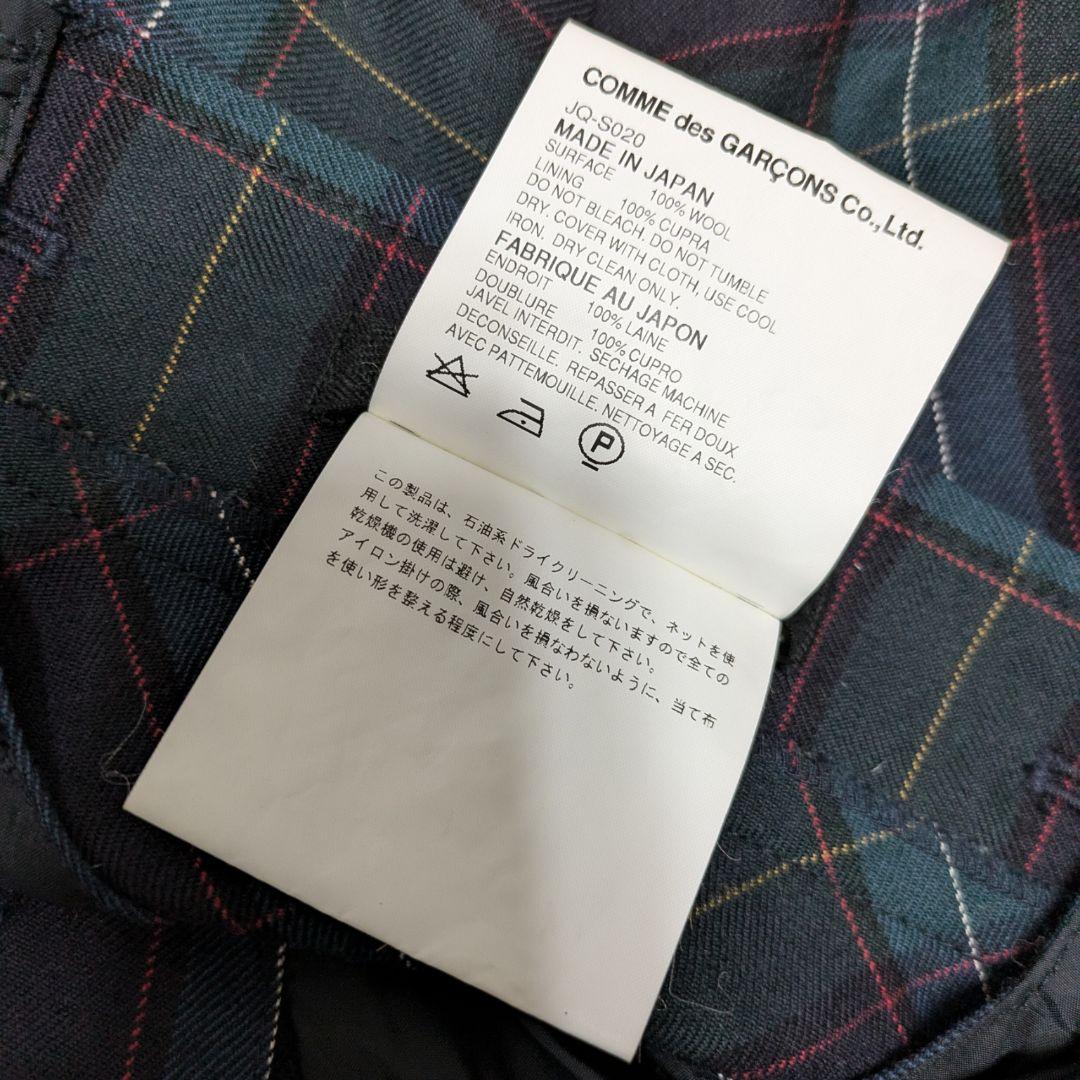 COMME des GARÇONS Co.,Ltd.
JQ-S020
MADE IN JAPAN
SURFACE 100% WOOL
LINING 100% CUPRA
DO NOT BLEACH, DO NOT TUMBLE
DRY. COVER WITH CLOTH, USE COOL
IRON. DRY CLEAN ONLY.
FABRIQUE AU JAPON
ENDROIT 100% LAINE
DOUBLURE 100% CUPRO
JAVEL INTERDIT. SECHAGE MACHINE
DECONSEILLE. REPASSER A FER DOUX
AVEC PATTEMOUILLE. NETTOYAGE A SEC.
P
この製品は、石油系ドライクリーニングで、ネットを使
用して洗濯して下さい。風合いを損ないますので全ての
乾燥機の使用は避け、自然乾燥をして下さい。
アイロン掛けの際、風合いを損なわないように、当て布
を使い形を整える程度にして下さい。